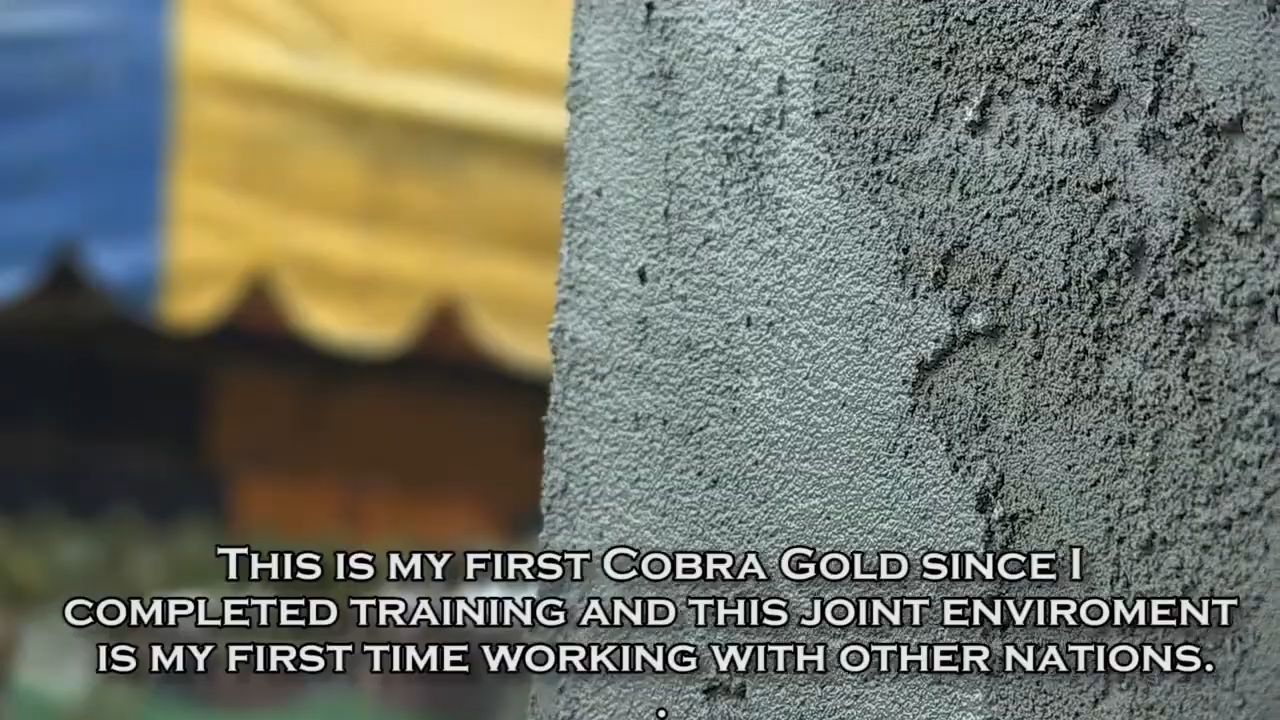 This is my first Cobra Gold since I
completed training and this joint enviroment
is my first time working with other nations.
.